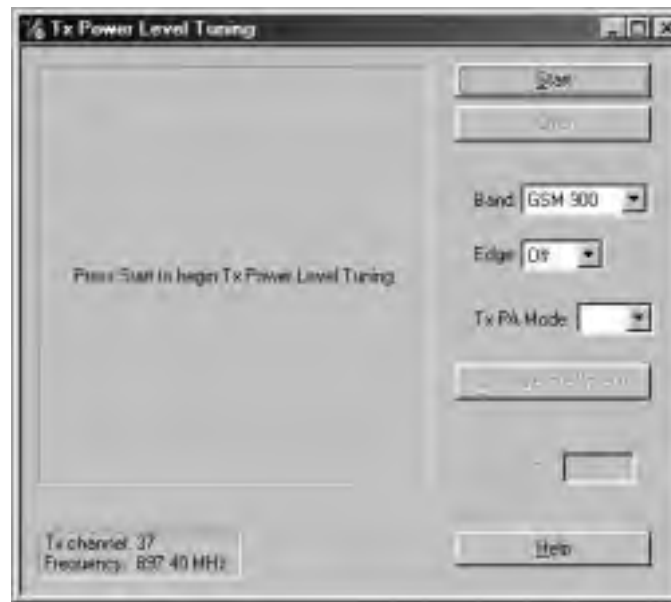 Tx Power Level Tuning
Start
Band: GSM 900
Edge: Off
Press Start to begin Tx Power Level Tuning
Tx PA Mode:
Tx channel: 37
Frequency: 897.40 MHz
Help